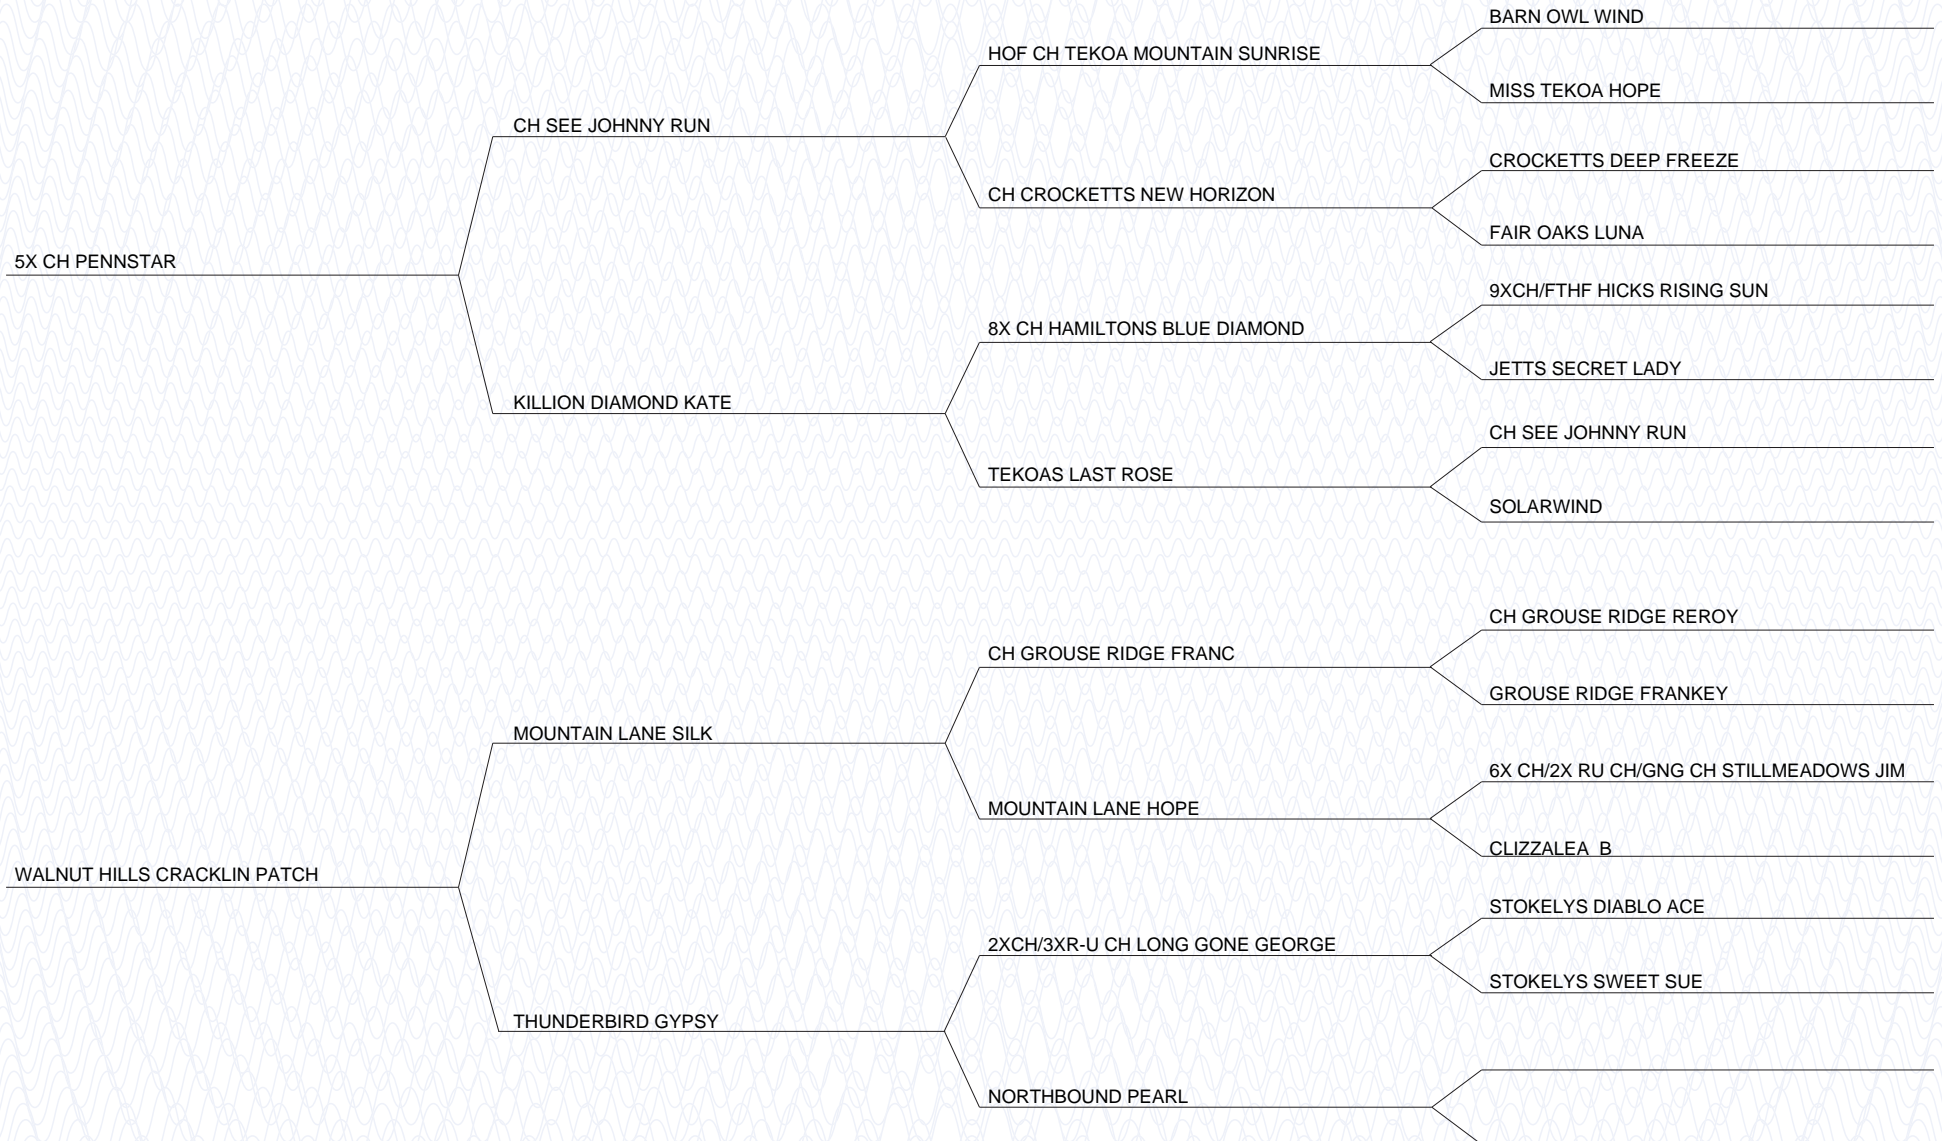 BARN OWL WIND
HOF CH TEKOA MOUNTAIN SUNRISE
MISS TEKOA HOPE
CH SEE JOHNNY RUN
CROCKETTS DEEP FREEZE
CH CROCKETTS NEW HORIZON
FAIR OAKS LUNA
5X CH PENNSTAR
9XCH/FTHF HICKS RISING SUN
8X CH HAMILTONS BLUE DIAMOND
JETTS SECRET LADY
KILLION DIAMOND KATE
CH SEE JOHNNY RUN
TEKOAS LAST ROSE
SOLARWIND
CH GROUSE RIDGE REROY
CH GROUSE RIDGE FRANC
GROUSE RIDGE FRANKEY
MOUNTAIN LANE SILK
6X CH/2X RU CH/GNG CH STILLMEADOWS JIM
MOUNTAIN LANE HOPE
CLIZZALEA  B
WALNUT HILLS CRACKLIN PATCH
STOKELYS DIABLO ACE
2XCH/3XR-U CH LONG GONE GEORGE
STOKELYS SWEET SUE
THUNDERBIRD GYPSY
NORTHBOUND PEARL